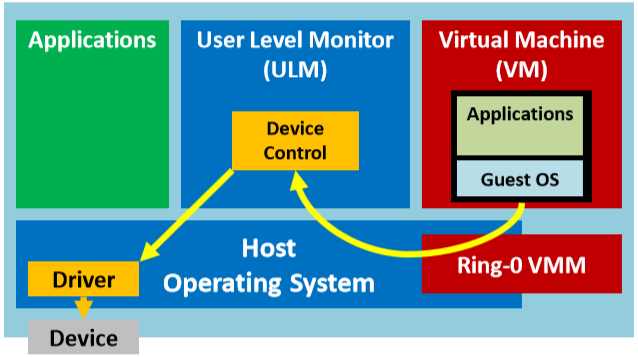 Applications
User Level Monitor
(ULM)
Virtual Machine
(VM)
Device
Control
Applications
Guest OS
Host
Operating System
Ring-0 VMM
Driver
Device